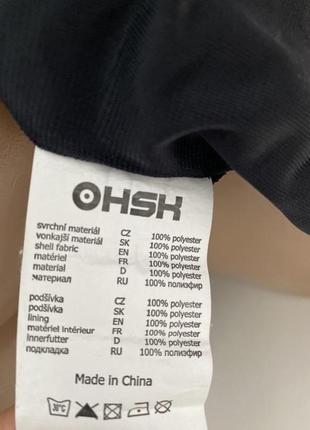 OHSK
svrchní materiál CZ 100% polyester
vonkajší materiál SK 100% polyester
shell fabric EN 100% polyester
matériel FR 100% polyester
material D 100% polyester
материал RU 100% полиэфир
podšívka CZ 100% polyester
podšívka SK 100% polyester
lining EN 100% polyester
matériel intérieur FR 100% polyester
innerfutter D 100% polyester
подкладка RU 100% полиэфир
Made in China
30°C